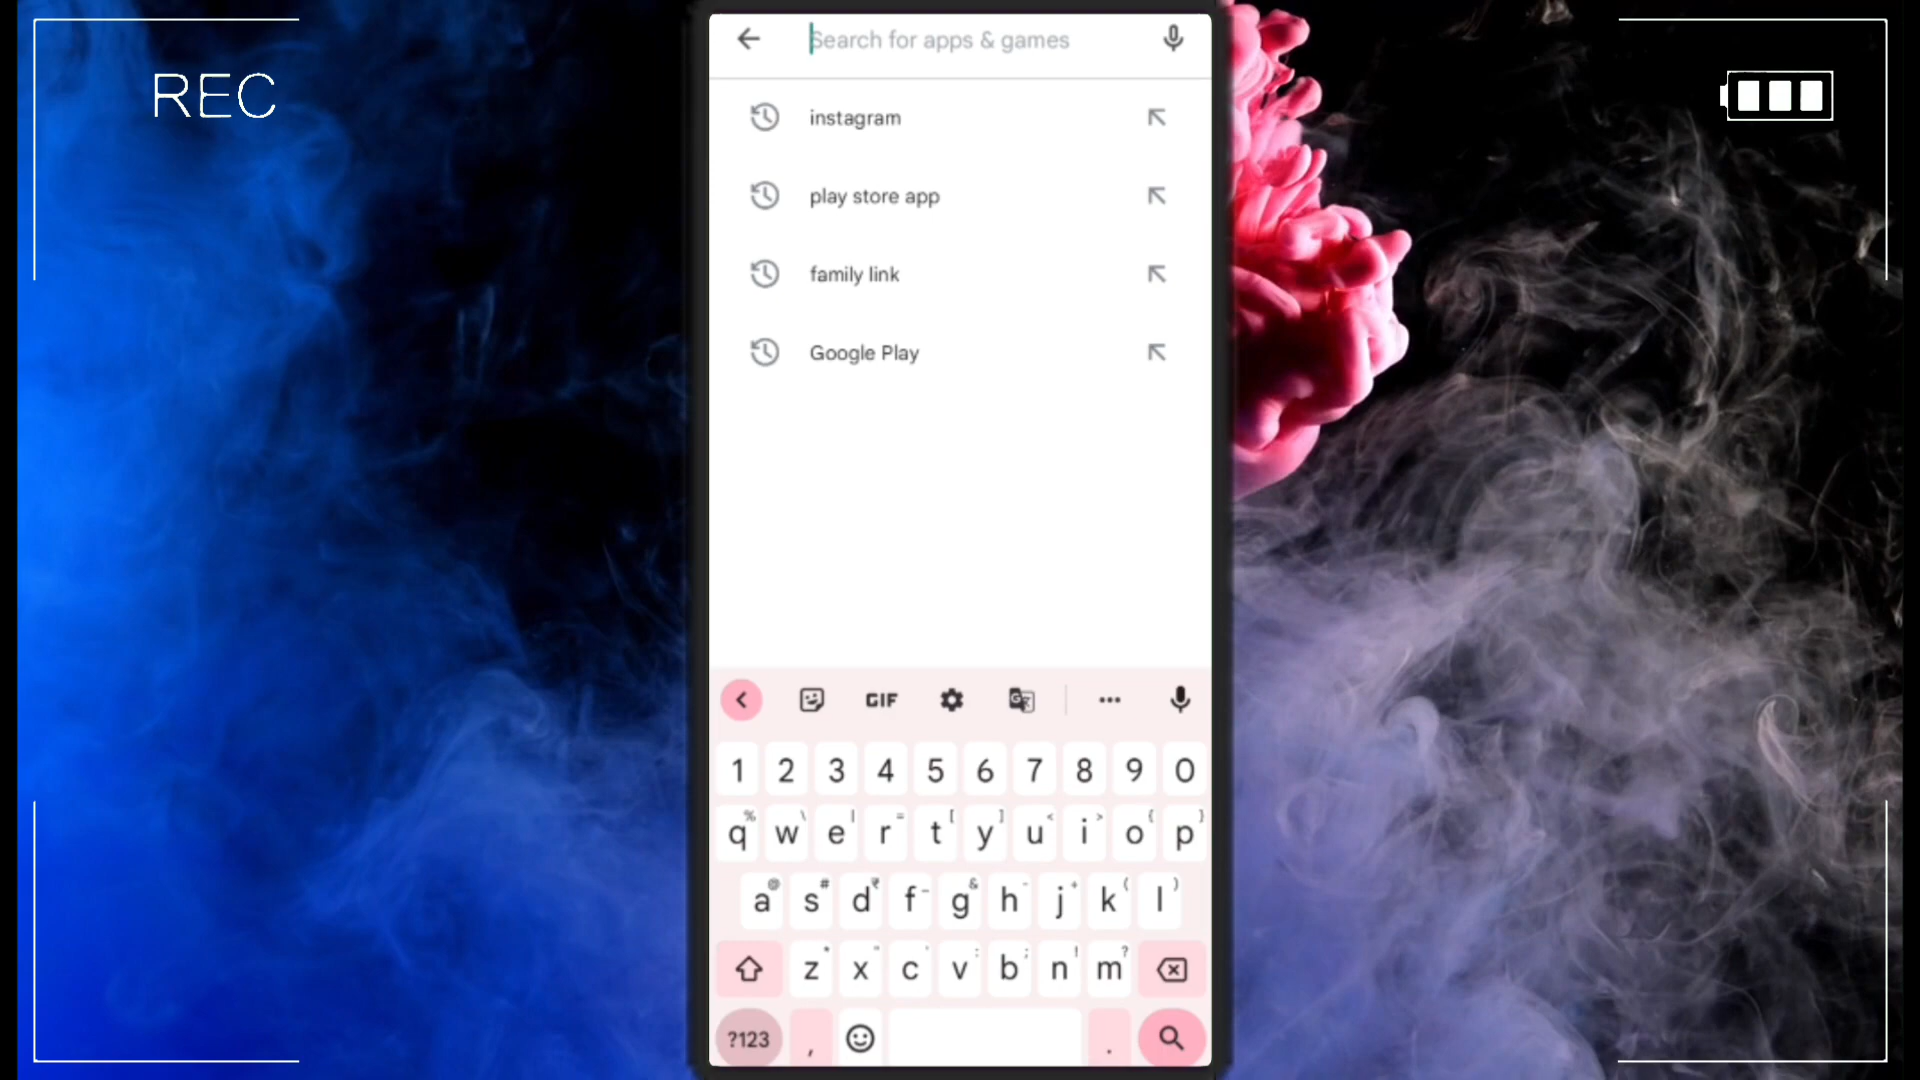 REC
Search for apps & games
instagram
play store app
family link
Google Play
GIF
1 2 3 4 5 6 7 8 9 0
q w e r t y u i o p
a s d f g h j k l
z x c v b n m
?123 , .